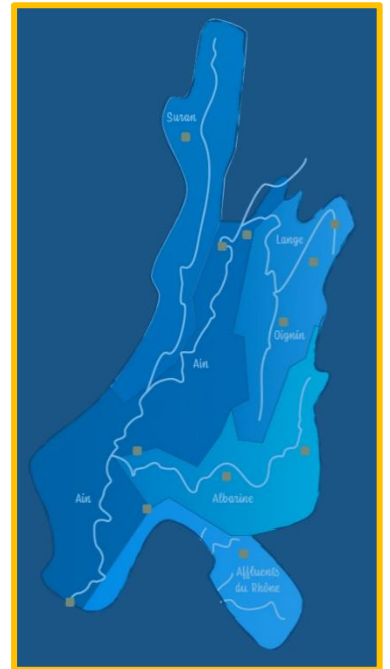 Suran
Lange
Oignin
Ain
Ain
Albarine
Affluents
du Rhône